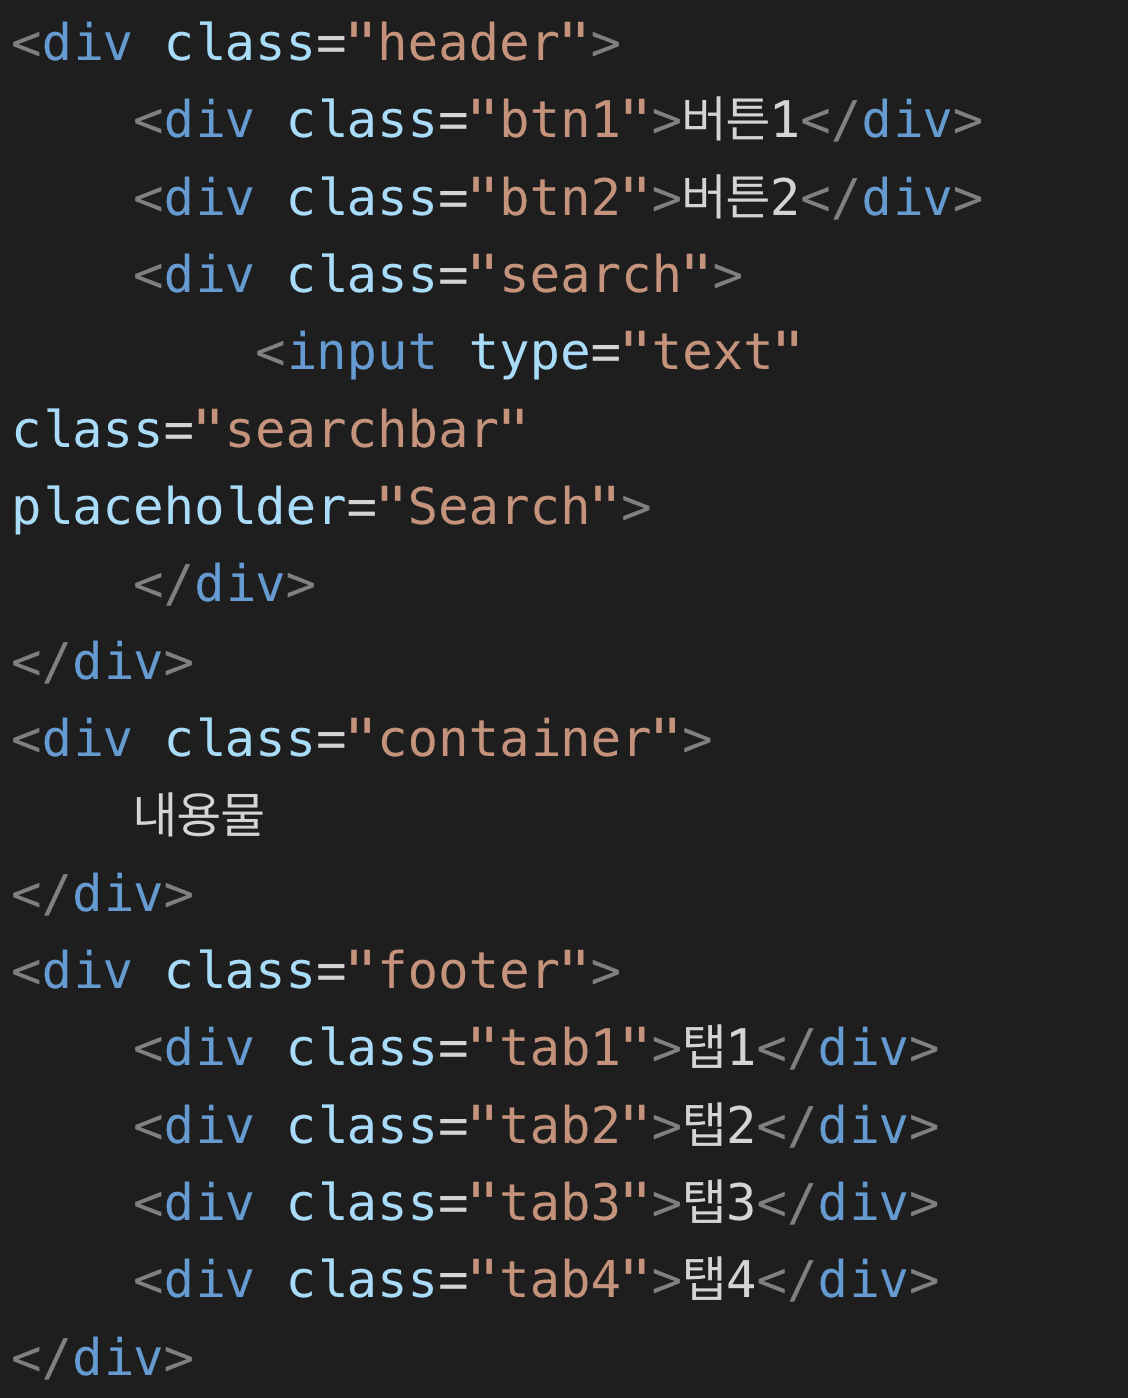 <div class="header">
    <div class="btn1">버튼1</div>
    <div class="btn2">버튼2</div>
    <div class="search">
        <input type="text"
class="searchbar"
placeholder="Search">
    </div>
</div>
<div class="container">
    내용물
</div>
<div class="footer">
    <div class="tab1">탭1</div>
    <div class="tab2">탭2</div>
    <div class="tab3">탭3</div>
    <div class="tab4">탭4</div>
</div>